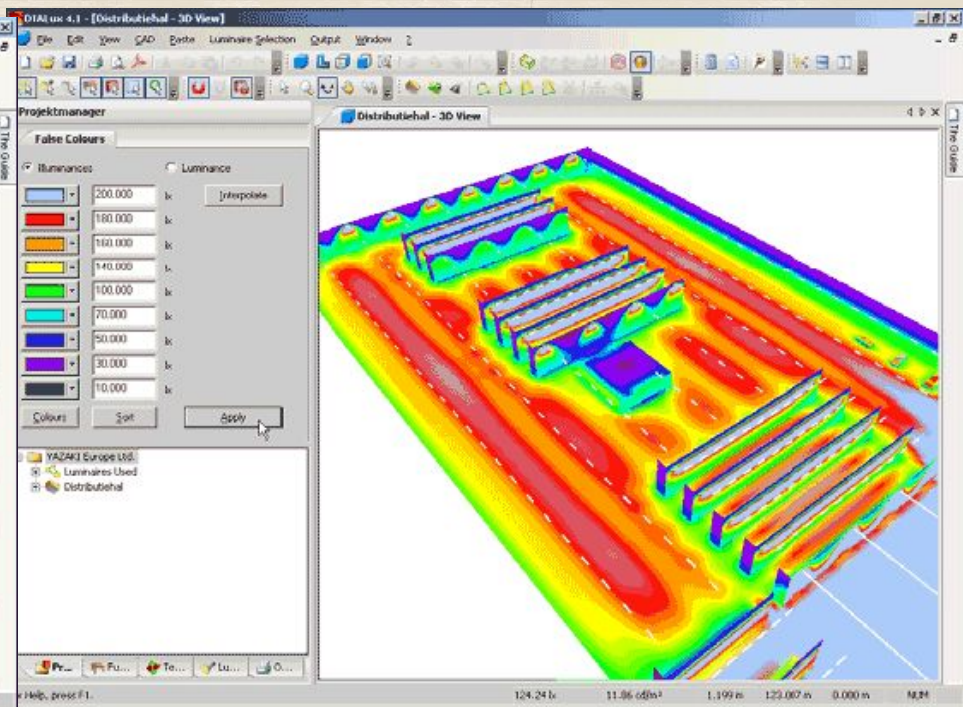 DIALux 4.1 - [Distributiehal - 3D View]
File Edit View CAD Paste Luminaire Selection Output Window ?
Projektmanager
Distributiehal - 3D View
The Guide
The Guide
False Colours
Illuminances Luminance
200.000 lx Interpolate
180.000 lx
160.000 lx
140.000 lx
100.000 lx
70.000 lx
50.000 lx
30.000 lx
10.000 lx
Colours Sort Apply
YAZAKI Europe Ltd.
Luminaires Used
Distributiehal
Pr... Fu... Te... Lu... O...
Help, press F1. 124.24 lx 11.86 cd/m² 1.199 m 123.007 m 0.000 m NUM